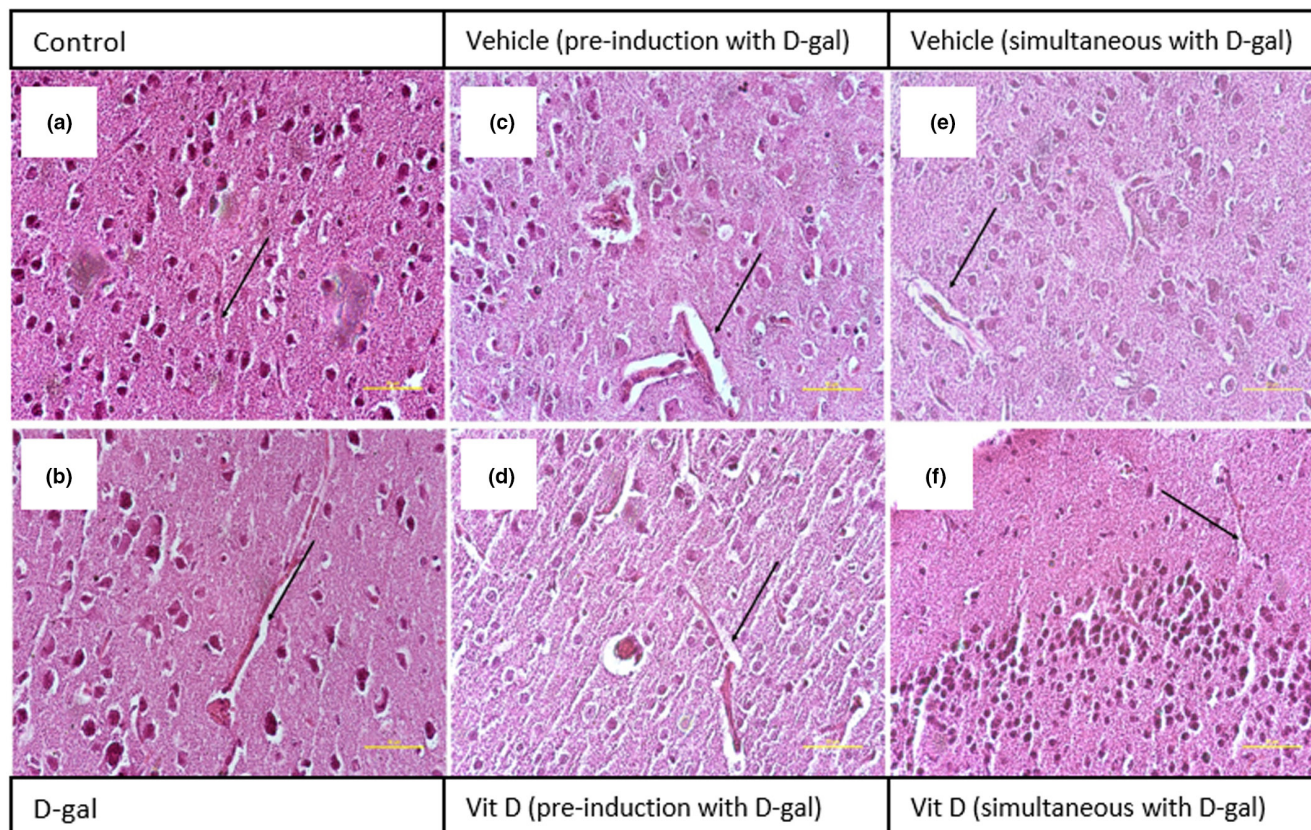 Control
Vehicle (pre-induction with D-gal)
Vehicle (simultaneous with D-gal)
(a)
(c)
(e)
(b)
(d)
(f)
D-gal
Vit D (pre-induction with D-gal)
Vit D (simultaneous with D-gal)